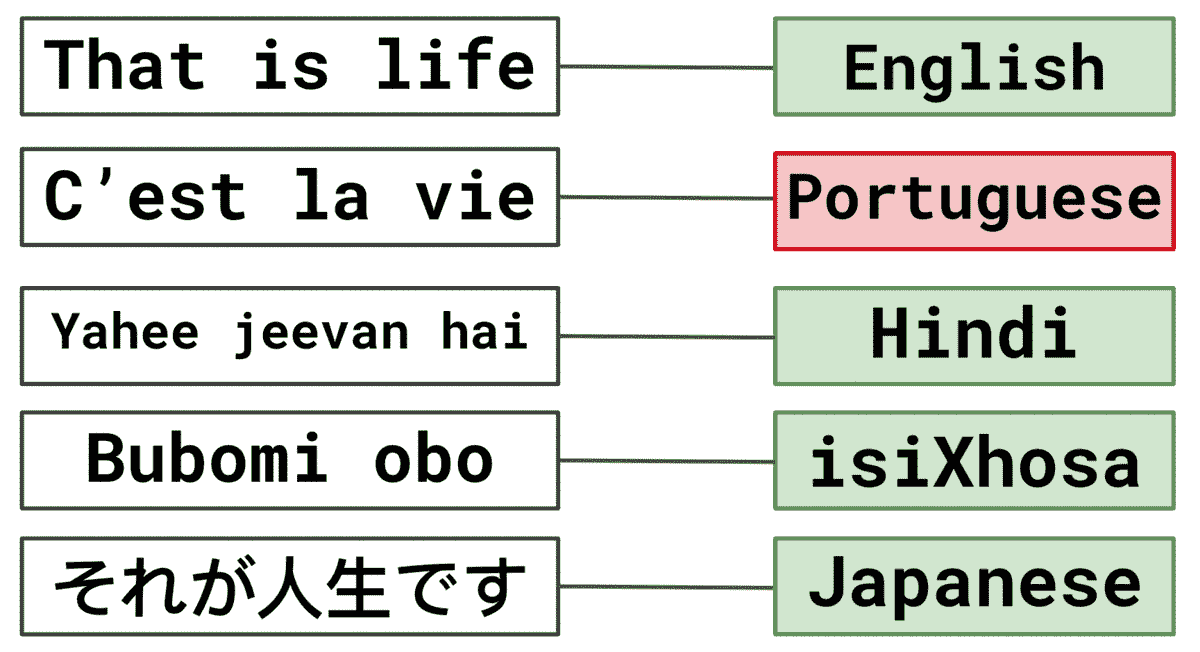 That is life
English
C’est la vie
Portuguese
Yahee jeevan hai
Hindi
Bubomi obo
isiXhosa
それが人生です
Japanese